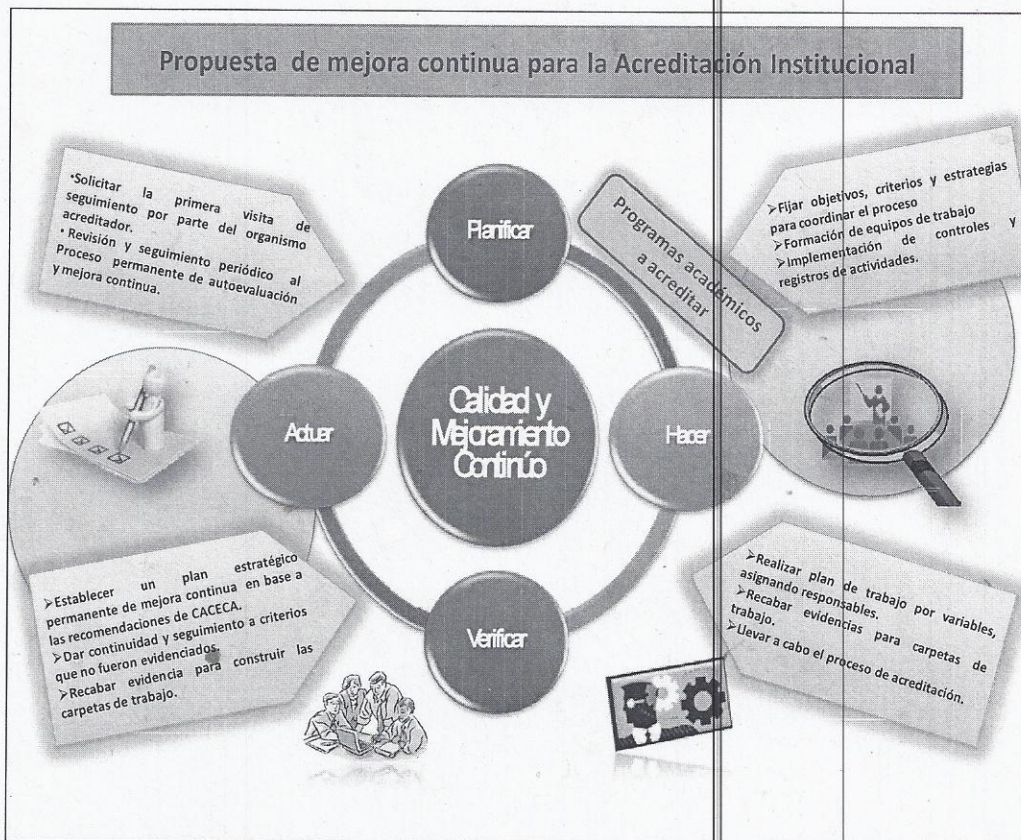 Propuesta de mejora continua para la Acreditación Institucional
•Solicitar la primera visita de
seguimiento por parte del organismo
acreditador.
• Revisión y seguimiento periódico al
Proceso permanente de autoevaluación
y mejora continua.
Planificar
Programas académicos
a acreditar
➤Fijar objetivos, criterios y estrategias
para coordinar el proceso
➤Formación de equipos de trabajo
➤Implementación de controles y
registros de actividades.
Actuar
Calidad y
Mejoramiento
Continúo
Hacer
➤Establecer un plan estratégico
permanente de mejora continua en base a
las recomendaciones de CACECA.
➤Dar continuidad y seguimiento a criterios
que no fueron evidenciados.
➤Recabar evidencia para construir las
carpetas de trabajo.
Verificar
➤Realizar plan de trabajo por variables,
asignando responsables.
➤Recabar evidencias para carpetas de
trabajo.
➤Llevar a cabo el proceso de acreditación.